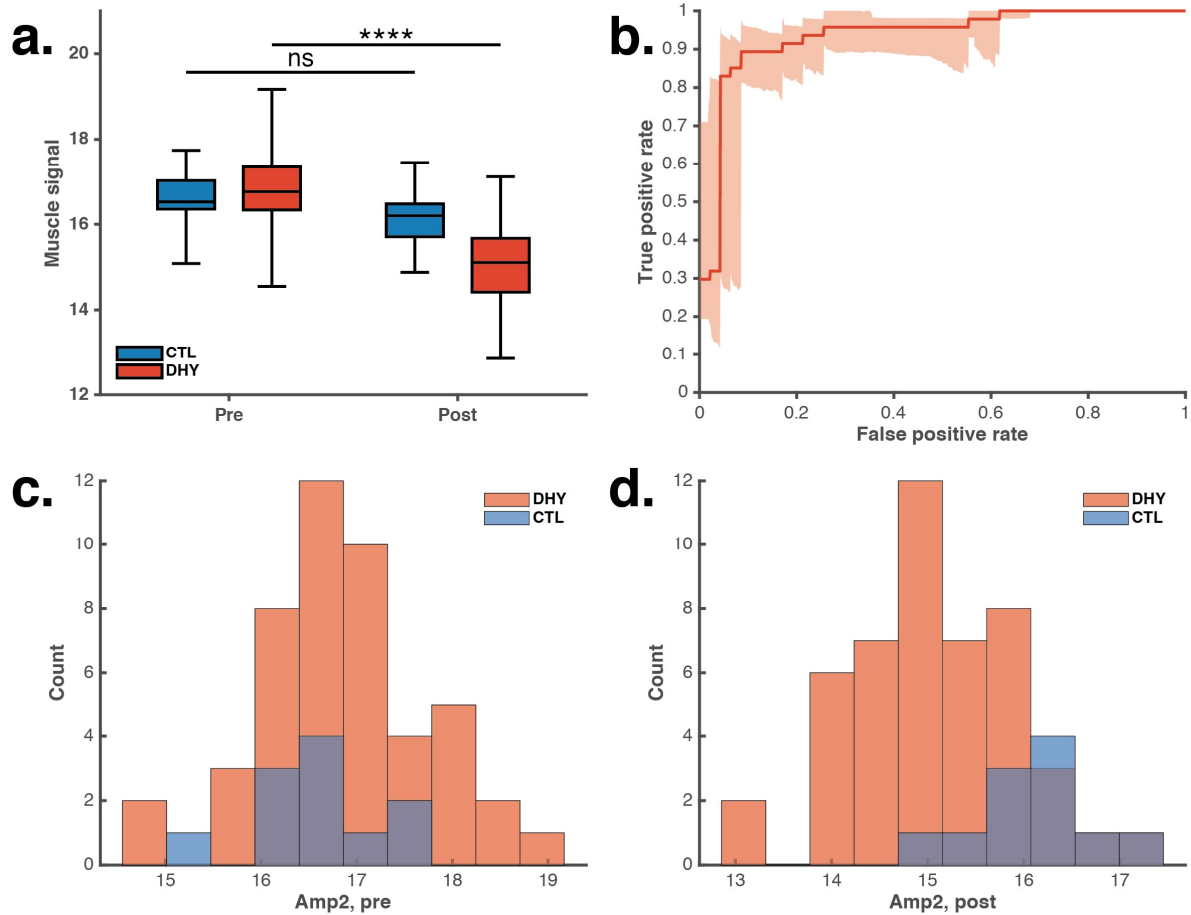 a.
****
ns
20
18
16
14
12
Muscle signal
CTL
DHY
Pre
Post
b.
1
0.9
0.8
0.7
0.6
0.5
0.4
0.3
0.2
0.1
0
True positive rate
0
0.2
0.4
0.6
0.8
1
False positive rate
c.
12
10
8
6
4
2
0
Count
DHY
CTL
15
16
17
18
19
Amp2, pre
d.
12
10
8
6
4
2
0
Count
DHY
CTL
13
14
15
16
17
Amp2, post